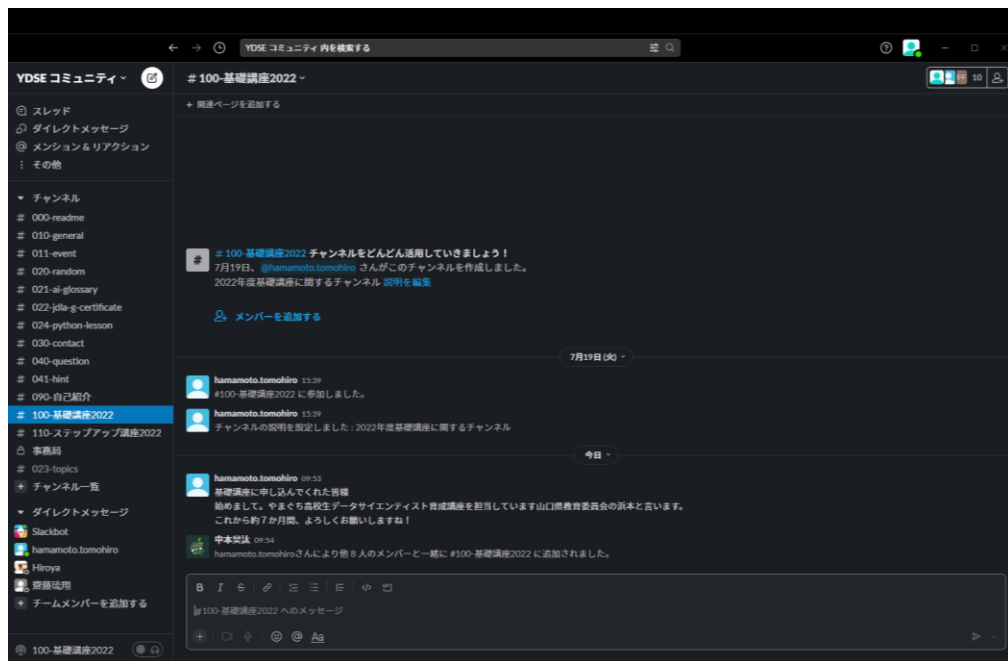 YDSE コミュニティ 内を検索する
YDSE コミュニティ
スレッド
ダイレクトメッセージ
メンション & リアクション
その他
チャンネル
# 000-readme
# 010-general
# 011-event
# 020-random
# 021-ai-glossary
# 022-jdla-g-certificate
# 024-python-lesson
# 030-contact
# 040-question
# 041-hint
# 090-自己紹介
# 100-基礎講座2022
# 110-ステップアップ講座2022
事務局
# 023-topics
+ チャンネル一覧
ダイレクトメッセージ
Slackbot
hamamoto.tomohiro
Hiroya
齋藤琉翔
+ チームメンバーを追加する
100-基礎講座2022
# 100-基礎講座2022
10
+ 関連ページを追加する
# 100-基礎講座2022 チャンネルをどんどん活用していきましょう！
7月19日、@hamamoto.tomohiro さんがこのチャンネルを作成しました。
2022年度基礎講座に関するチャンネル 説明を編集
メンバーを追加する
7月19日 (火)
hamamoto.tomohiro 15:39
#100-基礎講座2022 に参加しました。
hamamoto.tomohiro 15:39
チャンネルの説明を設定しました : 2022年度基礎講座に関するチャンネル
今日
hamamoto.tomohiro 09:53
基礎講座に申し込んでくれた皆様
始めまして。やまぐち高校生データサイエンティスト育成講座を担当しています山口県教育委員会の浜本と言います。
これから約７か月間、よろしくお願いしますね！
09:54
hamamoto.tomohiroさんにより他 8 人のメンバーと一緒に #100-基礎講座2022 に追加されました。
B I S
#100-基礎講座2022 へのメッセージ
+ @ Aa